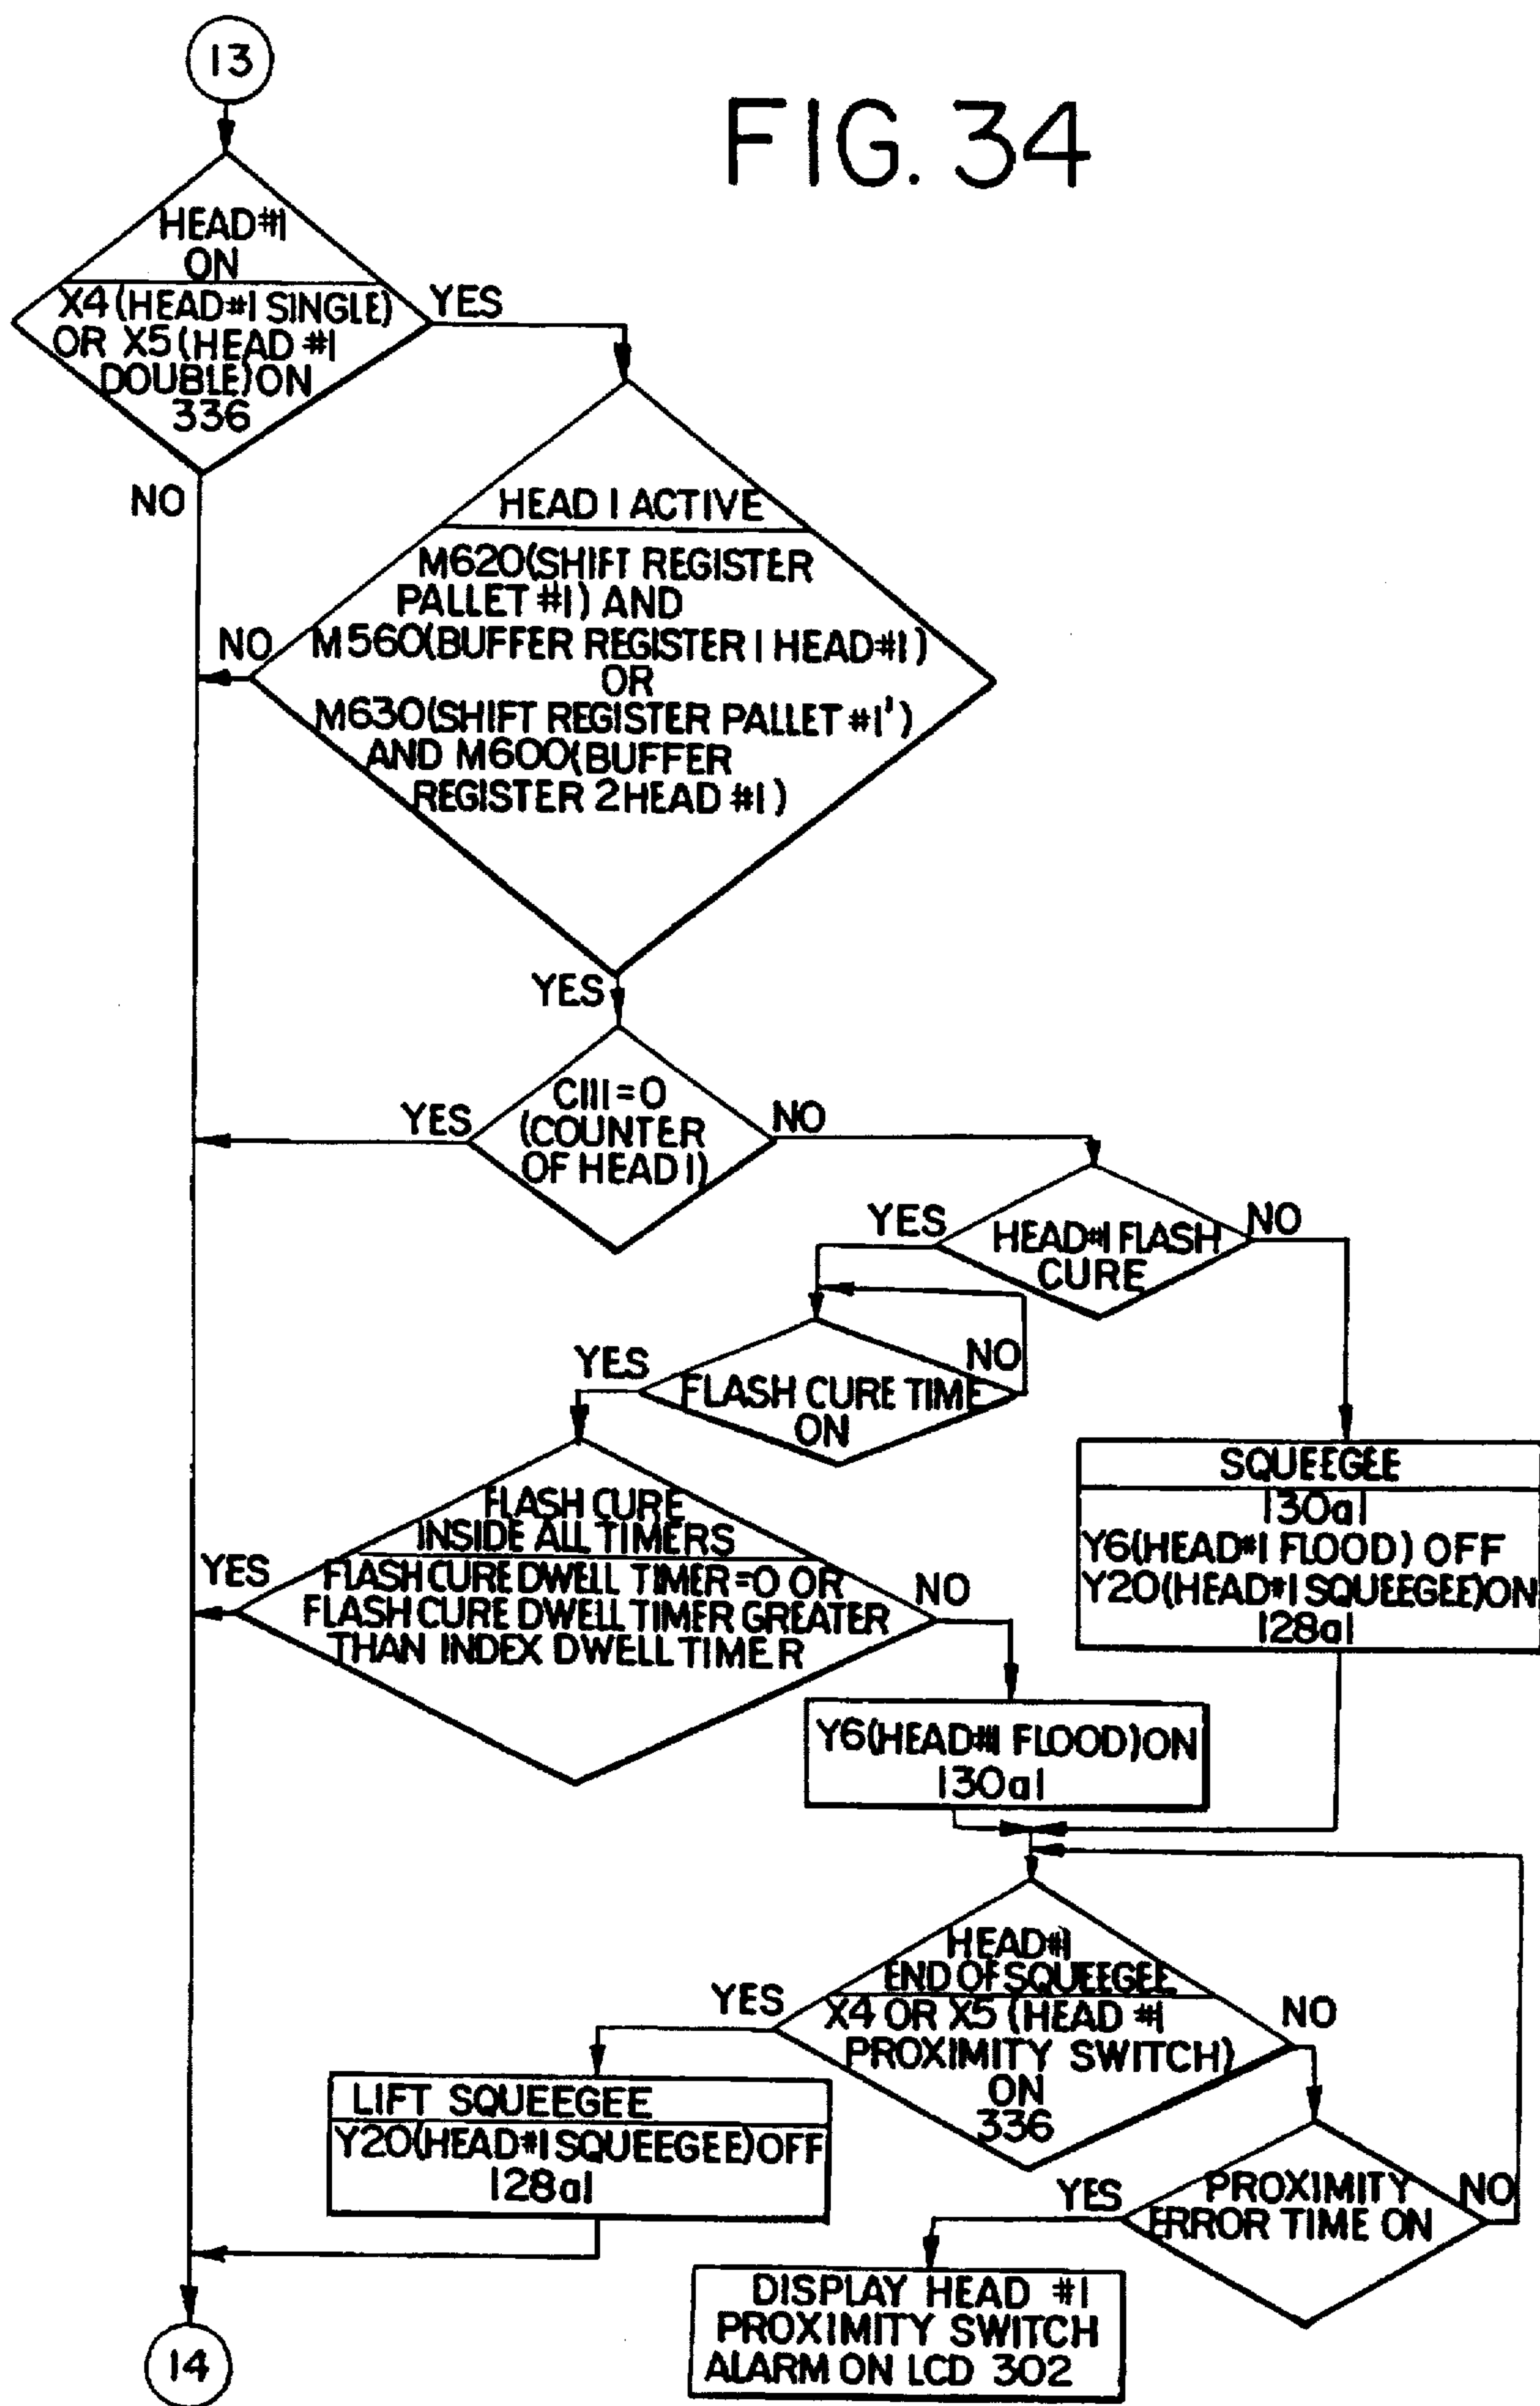 13
FIG. 34
HEAD#1
ON
X4(HEAD#1 SINGLE)
OR X5(HEAD #1
DOUBLE)ON
336
YES
NO
HEAD 1 ACTIVE
M620(SHIFT REGISTER
PALLET #1) AND
M560(BUFFER REGISTER 1 HEAD#1)
OR
M630(SHIFT REGISTER PALLET #1')
AND M600(BUFFER
REGISTER 2HEAD #1)
NO
YES
C111=0
(COUNTER
OF HEAD 1)
YES
NO
HEAD#1 FLASH
CURE
YES
NO
FLASH CURE TIME
ON
YES
NO
SQUEEGEE
130a1
Y6(HEAD#1 FLOOD) OFF
Y20(HEAD#1 SQUEEGEE)ON
128a1
FLASH CURE
INSIDE ALL TIMERS
FLASH CURE DWELL TIMER=0 OR
FLASH CURE DWELL TIMER GREATER
THAN INDEX DWELL TIMER
YES
NO
Y6(HEAD#1 FLOOD)ON
130a1
HEAD#1
END OF SQUEEGEE
X4 OR X5 (HEAD #1
PROXIMITY SWITCH)
ON
336
YES
NO
LIFT SQUEEGEE
Y20(HEAD#1 SQUEEGEE)OFF
128a1
PROXIMITY
ERROR TIME ON
YES
NO
DISPLAY HEAD #1
PROXIMITY SWITCH
ALARM ON LCD 302
14